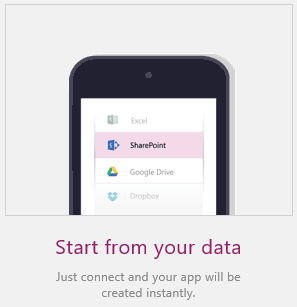 Excel
SharePoint
Google Drive
Dropbox
Start from your data
Just connect and your app will be
created instantly.